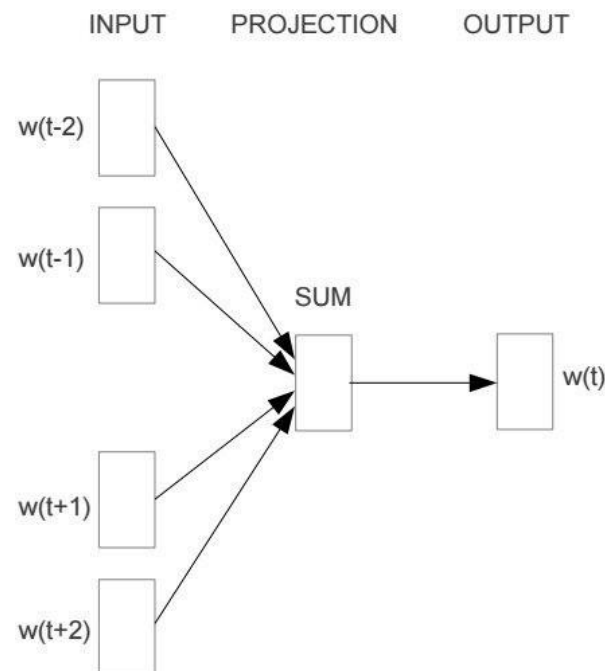 INPUT PROJECTION OUTPUT
w(t-2)
w(t-1)
SUM
w(t)
w(t+1)
w(t+2)